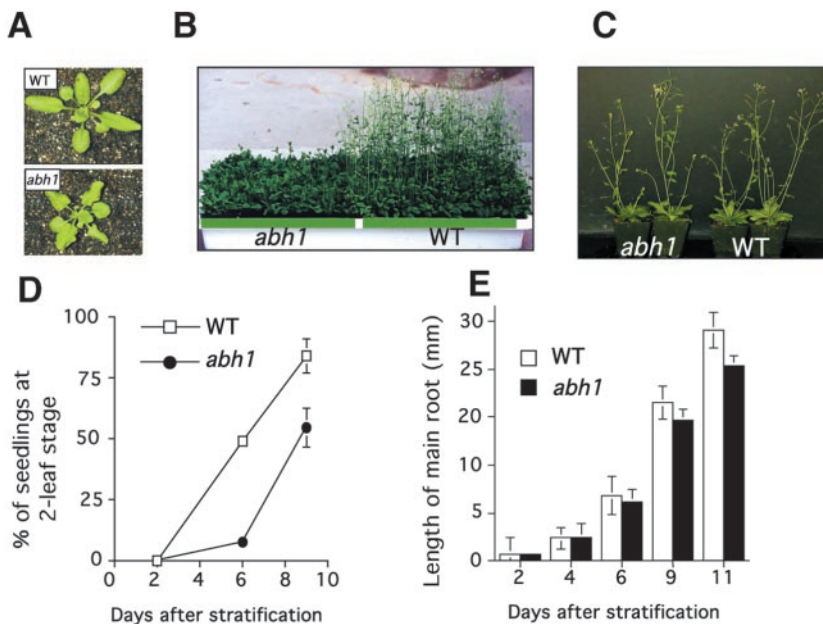 A
WT
abh1
B
abh1 WT
C
abh1 WT
D
100
75
50
25
0
0 2 4 6 8 10
% of seedlings at
2-leaf stage
Days after stratification
WT
abh1
E
30
25
20
10
5
0
2 4 6 9 11
Length of main root (mm)
Days after stratification
WT
abh1